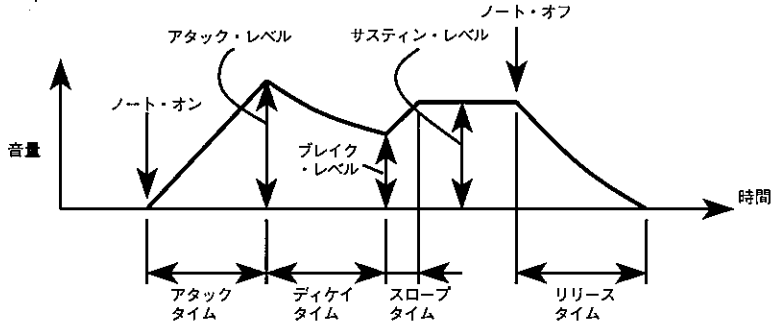 ノート・オフ
アタック・レベル
サスティン・レベル
ノート・オン
音量
ブレイク
・レベル
時間
アタック
タイム
ディケイ
タイム
スロープ
タイム
リリース
タイム